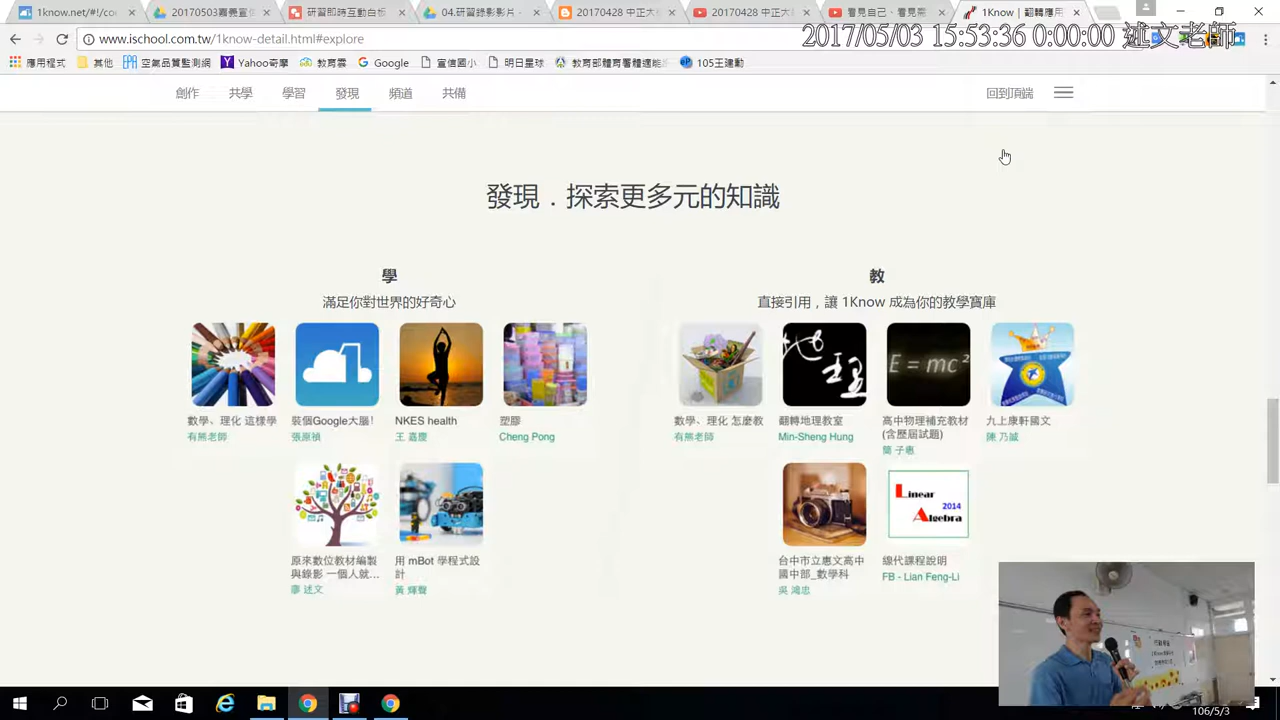 1know.net/#!/co
20170503嘉義宣信
研習即時互動白板
04.研習錄影影片 -
20170428 中正大
20170428 中正大
看見自己、看見需
1Know | 翻轉應用
www.ischool.com.tw/1know-detail.html#explore
2017/05/03 15:53:36 0:00:00 述文老師
應用程式
其他
空氣品質監測網
Yahoo奇摩
教育雲
Google
宣信國小
明日星球
教育部體育署體適能
105王建勳
創作
共學
學習
發現
頻道
共備
回到頂端
發現．探索更多元的知識
學
滿足你對世界的好奇心
數學、理化 這樣學
有熊老師
裝個Google大腦!
張原禎
NKES health
王 嘉慶
塑膠
Cheng Pong
原來數位教材編製
與錄影 一個人就...
廖 述文
用 mBot 學程式設
計
黃 輝聲
教
直接引用，讓 1Know 成為你的教學寶庫
地理
E = mc²
數學、理化 怎麼教
有熊老師
翻轉地理教室
Min-Sheng Hung
高中物理補充教材
(含歷屆試題)
簡 子惠
九上康軒國文
陳 乃誠
Linear
2014
Algebra
台中市立惠文高中
國中部_數學科
吳 鴻忠
線代課程說明
FB - Lian Feng-Li
106/5/3